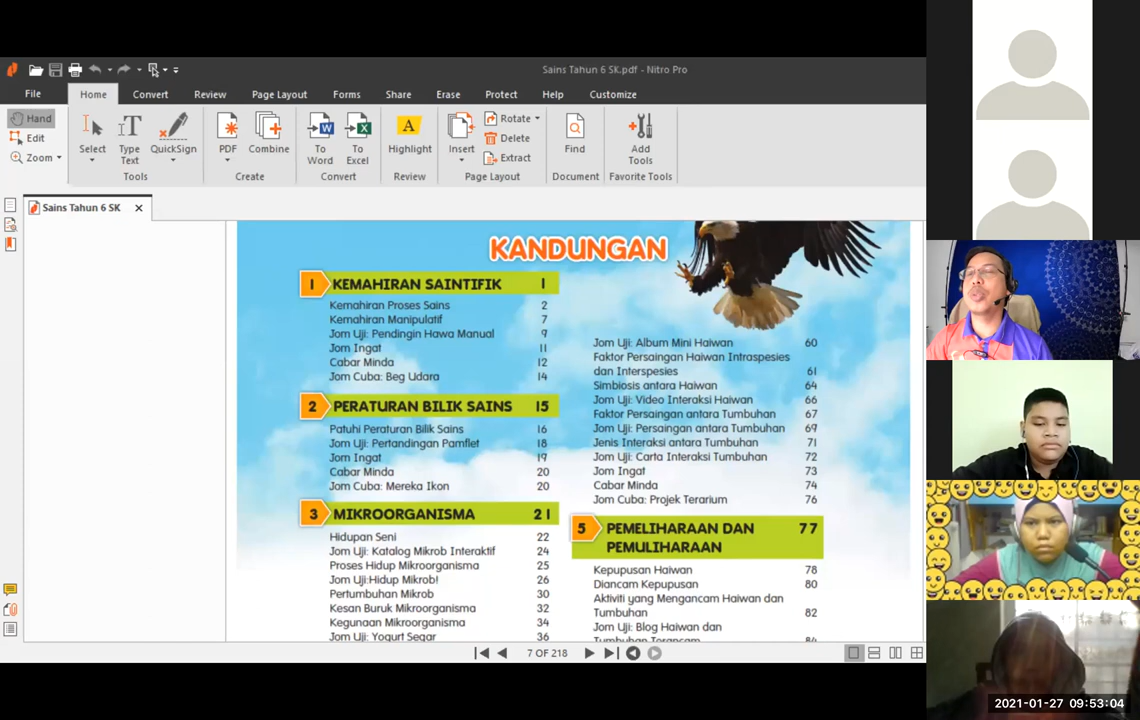 Sains Tahun 6 SK.pdf - Nitro Pro
File Home Convert Review Page Layout Forms Share Erase Protect Help Customize
Hand
Edit
Zoom
Select
Type Text
QuickSign
Tools
PDF
Combine
Create
To Word
To Excel
Convert
Highlight
Review
Insert
Rotate
Delete
Extract
Page Layout
Find
Document
Add Tools
Favorite Tools
Sains Tahun 6 SK
KANDUNGAN
1 KEMAHIRAN SAINTIFIK 1
Kemahiran Proses Sains 2
Kemahiran Manipulatif 7
Jom Uji: Pendingin Hawa Manual 9
Jom Ingat 11
Cabar Minda 12
Jom Cuba: Beg Udara 14
2 PERATURAN BILIK SAINS 15
Patuhi Peraturan Bilik Sains 16
Jom Uji: Pertandingan Pamflet 18
Jom Ingat 19
Cabar Minda 20
Jom Cuba: Mereka Ikon 20
3 MIKROORGANISMA 21
Hidupan Seni 22
Jom Uji: Katalog Mikrob Interaktif 24
Proses Hidup Mikroorganisma 25
Jom Uji:Hidup Mikrob! 26
Pertumbuhan Mikrob 30
Kesan Buruk Mikroorganisma 32
Kegunaan Mikroorganisma 34
Jom Uji: Yogurt Segar 36
Jom Uji: Album Mini Haiwan 60
Faktor Persaingan Haiwan Intraspesies
dan Interspesies 61
Simbiosis antara Haiwan 64
Jom Uji: Video Interaksi Haiwan 66
Faktor Persaingan antara Tumbuhan 67
Jom Uji: Persaingan antara Tumbuhan 69
Jenis Interaksi antara Tumbuhan 71
Jom Uji: Carta Interaksi Tumbuhan 72
Jom Ingat 73
Cabar Minda 74
Jom Cuba: Projek Terarium 76
5 PEMELIHARAAN DAN 77
PEMULIHARAAN
Kepupusan Haiwan 78
Diancam Kepupusan 80
Aktiviti yang Mengancam Haiwan dan
Tumbuhan 82
Jom Uji: Blog Haiwan dan
Tumbuhan Terancam 84
7 OF 218
2021-01-27 09:53:04